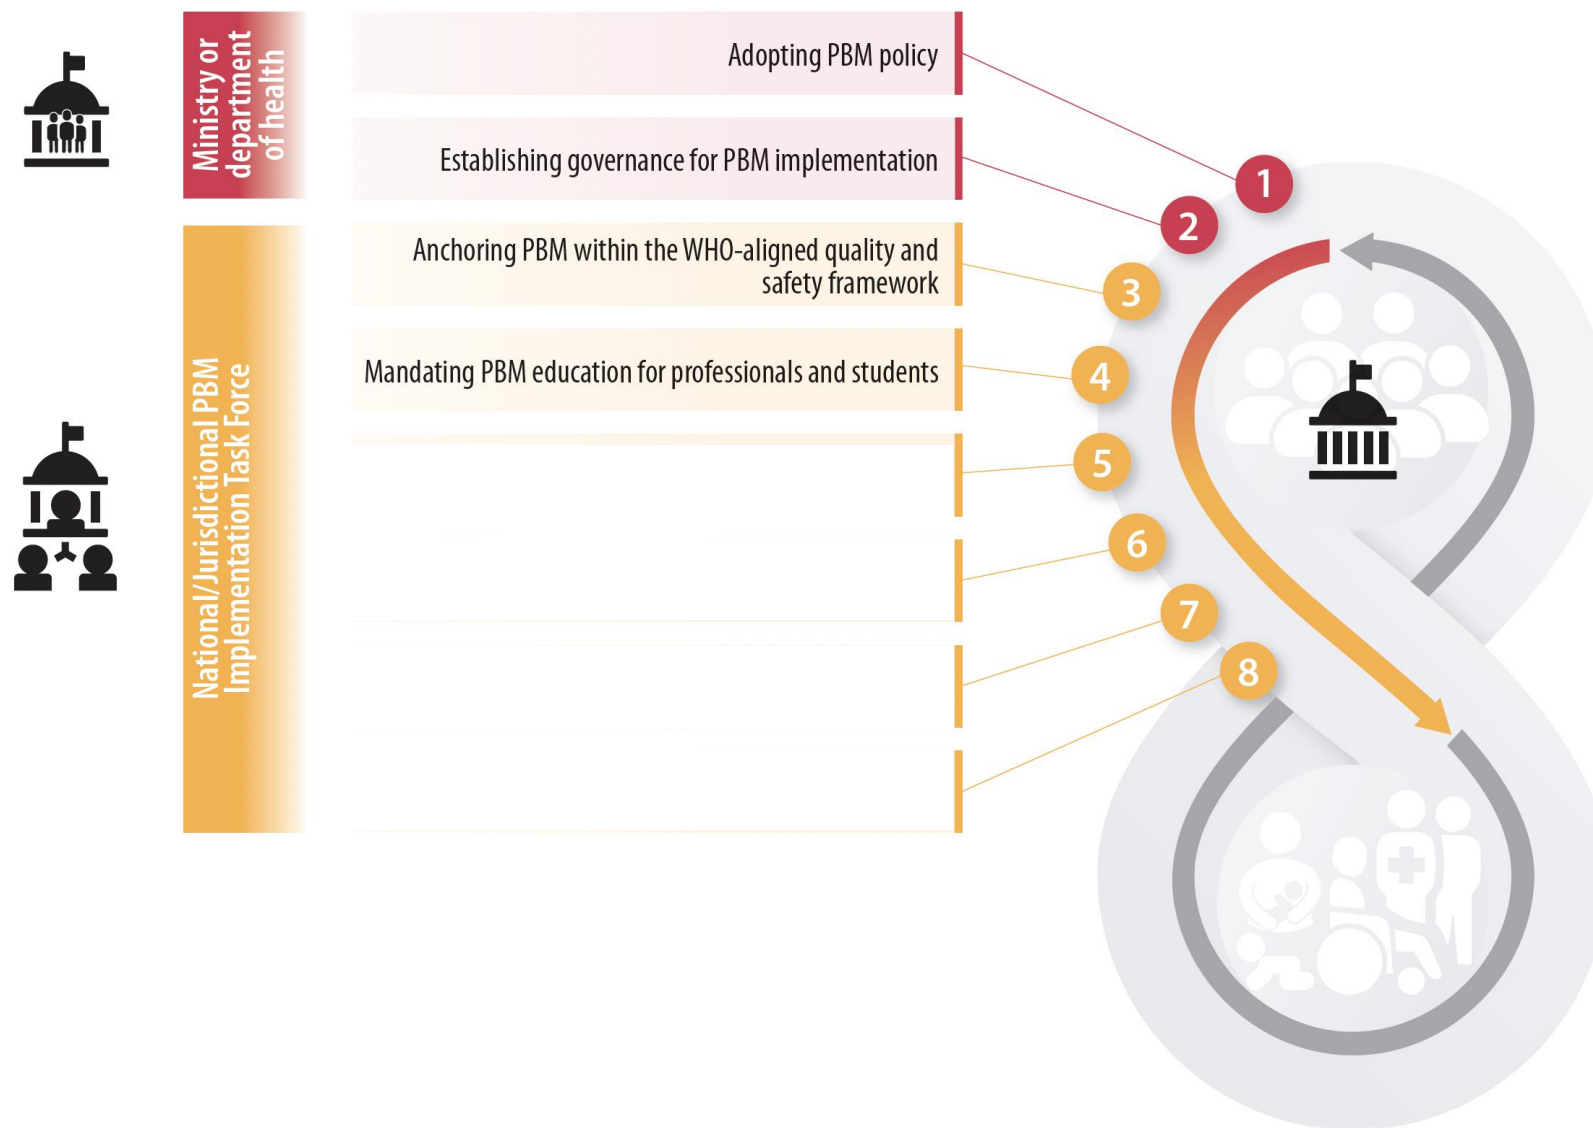 Ministry or
department
of health
Adopting PBM policy
Establishing governance for PBM implementation
National/Jurisdictional PBM
Implementation Task Force
Anchoring PBM within the WHO-aligned quality and
safety framework
Mandating PBM education for professionals and students
1
2
3
4
5
6
7
8